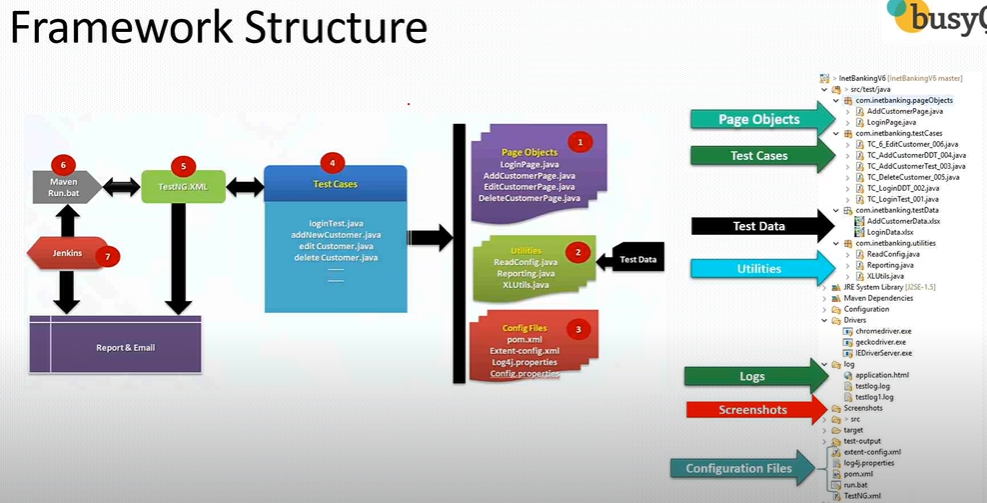 Framework Structure
busyQ
6
Maven
Run.bat
5
TestNG.XML
4
Test Cases
loginTest.java
addNewCustomer.java
edit Customer.java
delete Customer.java
Jenkins
7
Report & Email
1
Page Objects
LoginPage.java
AddCustomerPage.java
EditCustomerPage.java
DeleteCustomerPage.java
2
Utilities
ReadConfig.java
Reporting.java
XLUtils.java
Test Data
3
Config Files
pom.xml
Extent-config.xml
Log4j.properties
Config.properties
Page Objects
Test Cases
Test Data
Utilities
Logs
Screenshots
Configuration Files
> InetBankingV6 [InetBankingV6 master]
> src/test/java
com.inetbanking.pageObjects
AddCustomerPage.java
LoginPage.java
com.inetbanking.testCases
TC_6_EditCustomer_006.java
TC_AddCustomerDDT_004.java
TC_AddCustomerTest_003.java
TC_DeleteCustomer_005.java
TC_LoginDDT_002.java
TC_LoginTest_001.java
com.inetbanking.testData
AddCustomerData.xlsx
LoginData.xlsx
com.inetbanking.utilities
ReadConfig.java
Reporting.java
XLUtils.java
JRE System Library [J2SE-1.5]
Maven Dependencies
Configuration
Drivers
chromedriver.exe
geckodriver.exe
IEDriverServer.exe
log
application.html
testlog.log
testlog1.log
Screenshots
> src
target
test-output
extent-config.xml
log4j.properties
pom.xml
run.bat
TestNG.xml